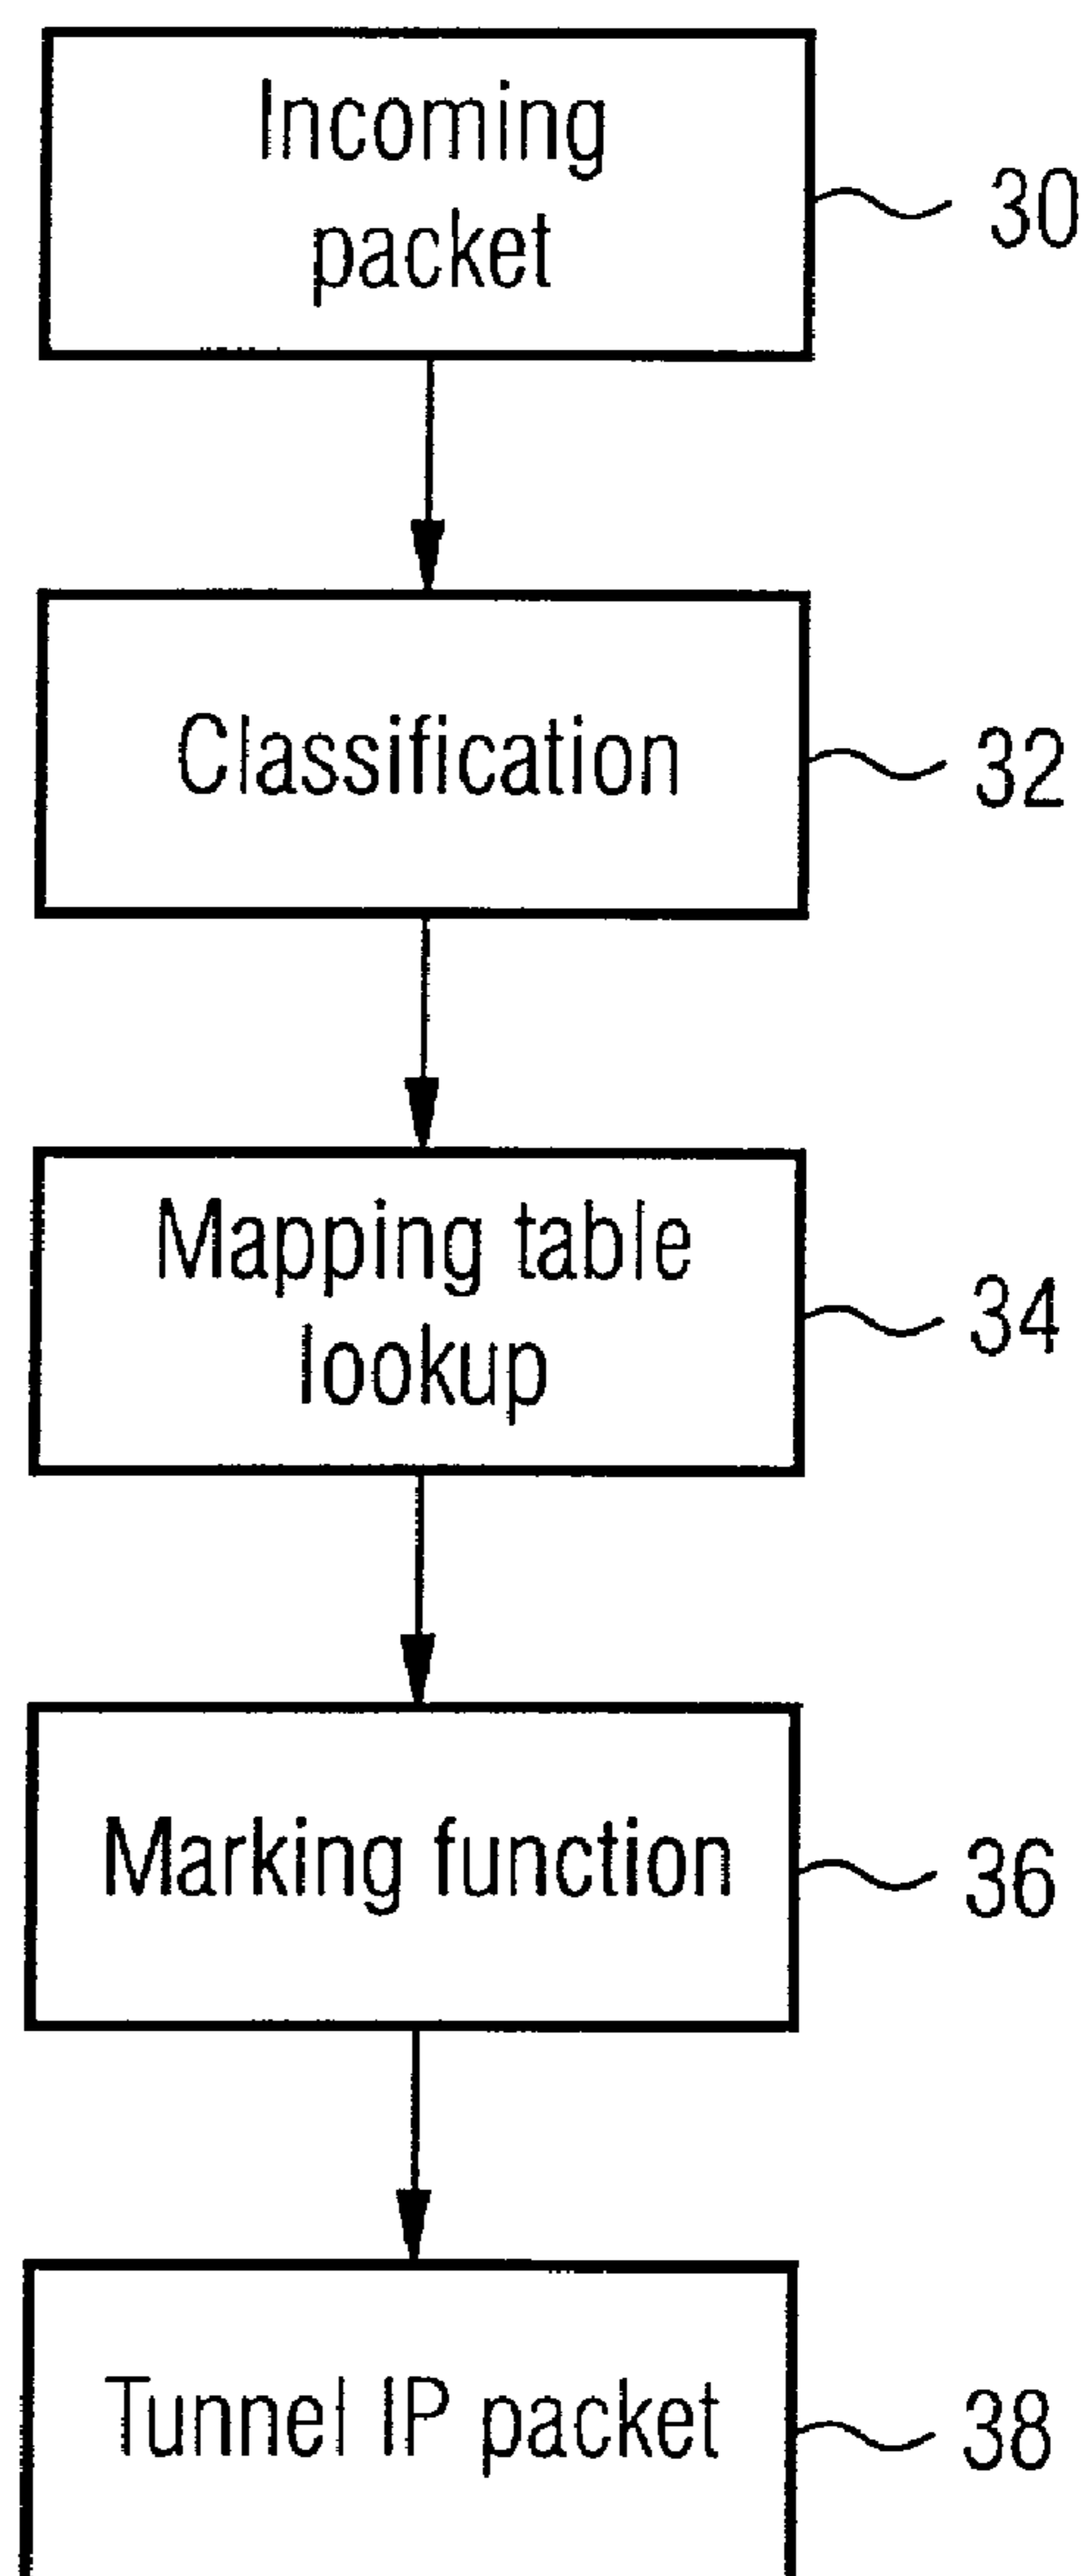 Incoming
packet
30
Classification
32
Mapping table
lookup
34
Marking function
36
Tunnel IP packet
38